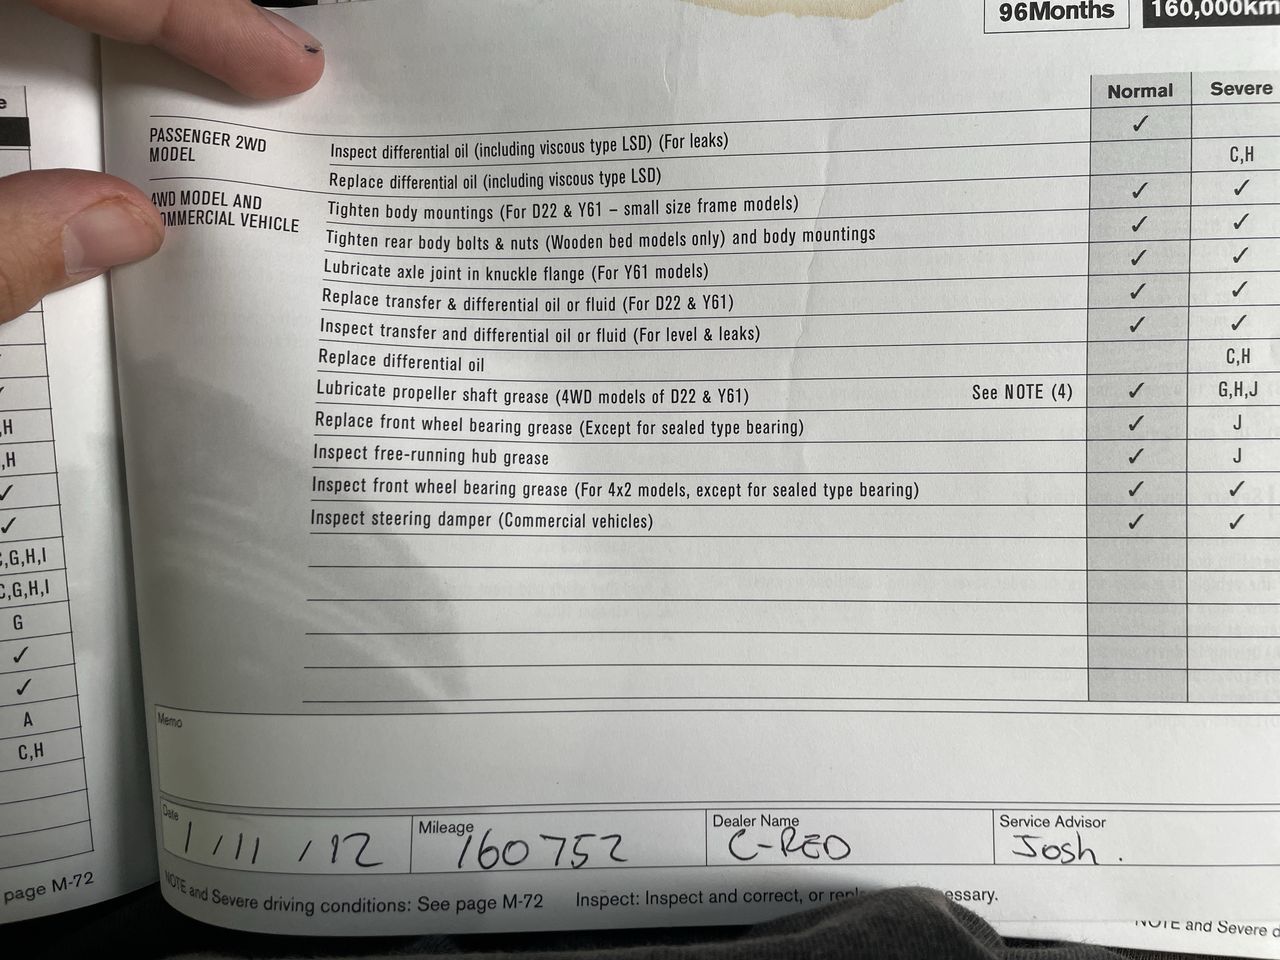 96Months 160,000km
Normal Severe
PASSENGER 2WD
MODEL
Inspect differential oil (including viscous type LSD) (For leaks) ✓
Replace differential oil (including viscous type LSD) C,H
4WD MODEL AND
COMMERCIAL VEHICLE
Tighten body mountings (For D22 & Y61 – small size frame models) ✓ ✓
Tighten rear body bolts & nuts (Wooden bed models only) and body mountings ✓ ✓
Lubricate axle joint in knuckle flange (For Y61 models) ✓ ✓
Replace transfer & differential oil or fluid (For D22 & Y61) ✓ ✓
Inspect transfer and differential oil or fluid (For level & leaks) ✓ ✓
Replace differential oil C,H
Lubricate propeller shaft grease (4WD models of D22 & Y61) See NOTE (4) ✓ G,H,J
Replace front wheel bearing grease (Except for sealed type bearing) ✓ J
Inspect free-running hub grease ✓ J
Inspect front wheel bearing grease (For 4x2 models, except for sealed type bearing) ✓ ✓
Inspect steering damper (Commercial vehicles) ✓ ✓
Memo
Date 1/11/12
Mileage 160752
Dealer Name C-RED
Service Advisor Josh.
NOTE and Severe driving conditions: See page M-72 Inspect: Inspect and correct, or
NOTE and Severe
e
,H
,H
✓
✓
C,G,H,I
C,G,H,I
G
✓
✓
A
C,H
page M-72